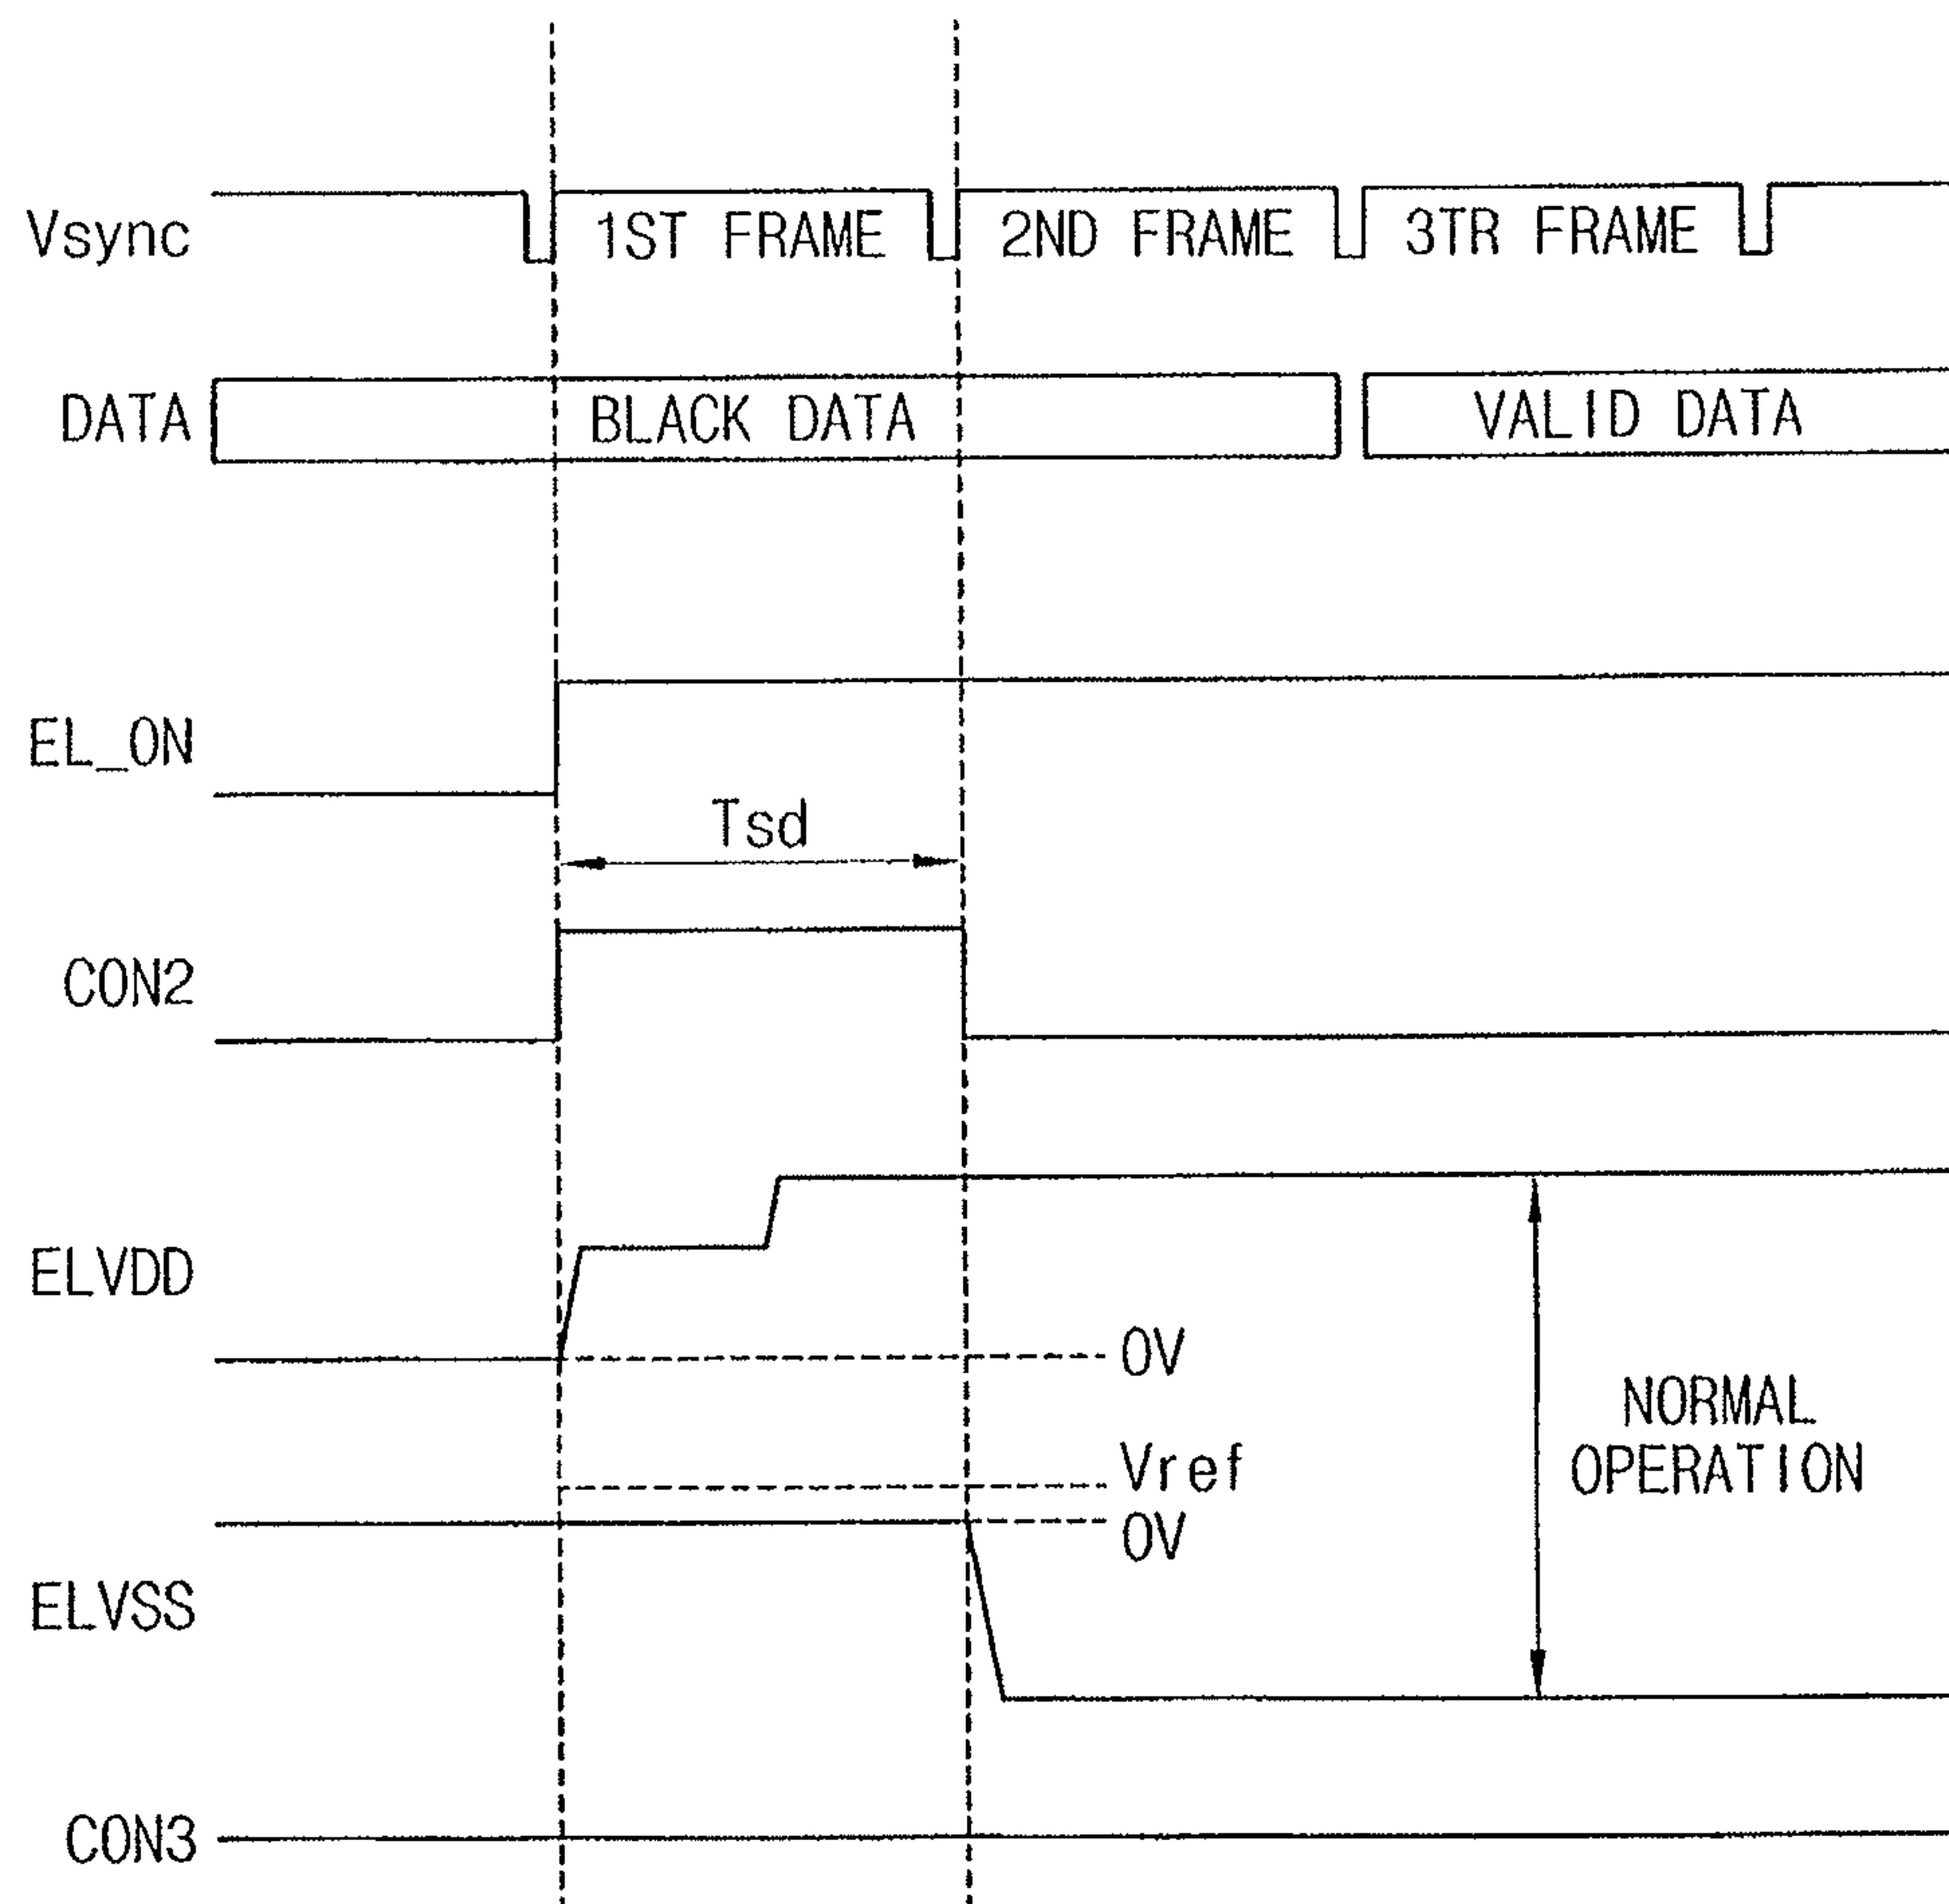 Vsync
1ST FRAME
2ND FRAME
3TR FRAME
DATA
BLACK DATA
VALID DATA
EL_ON
Tsd
CON2
ELVDD
0V
NORMAL
OPERATION
Vref
0V
ELVSS
CON3